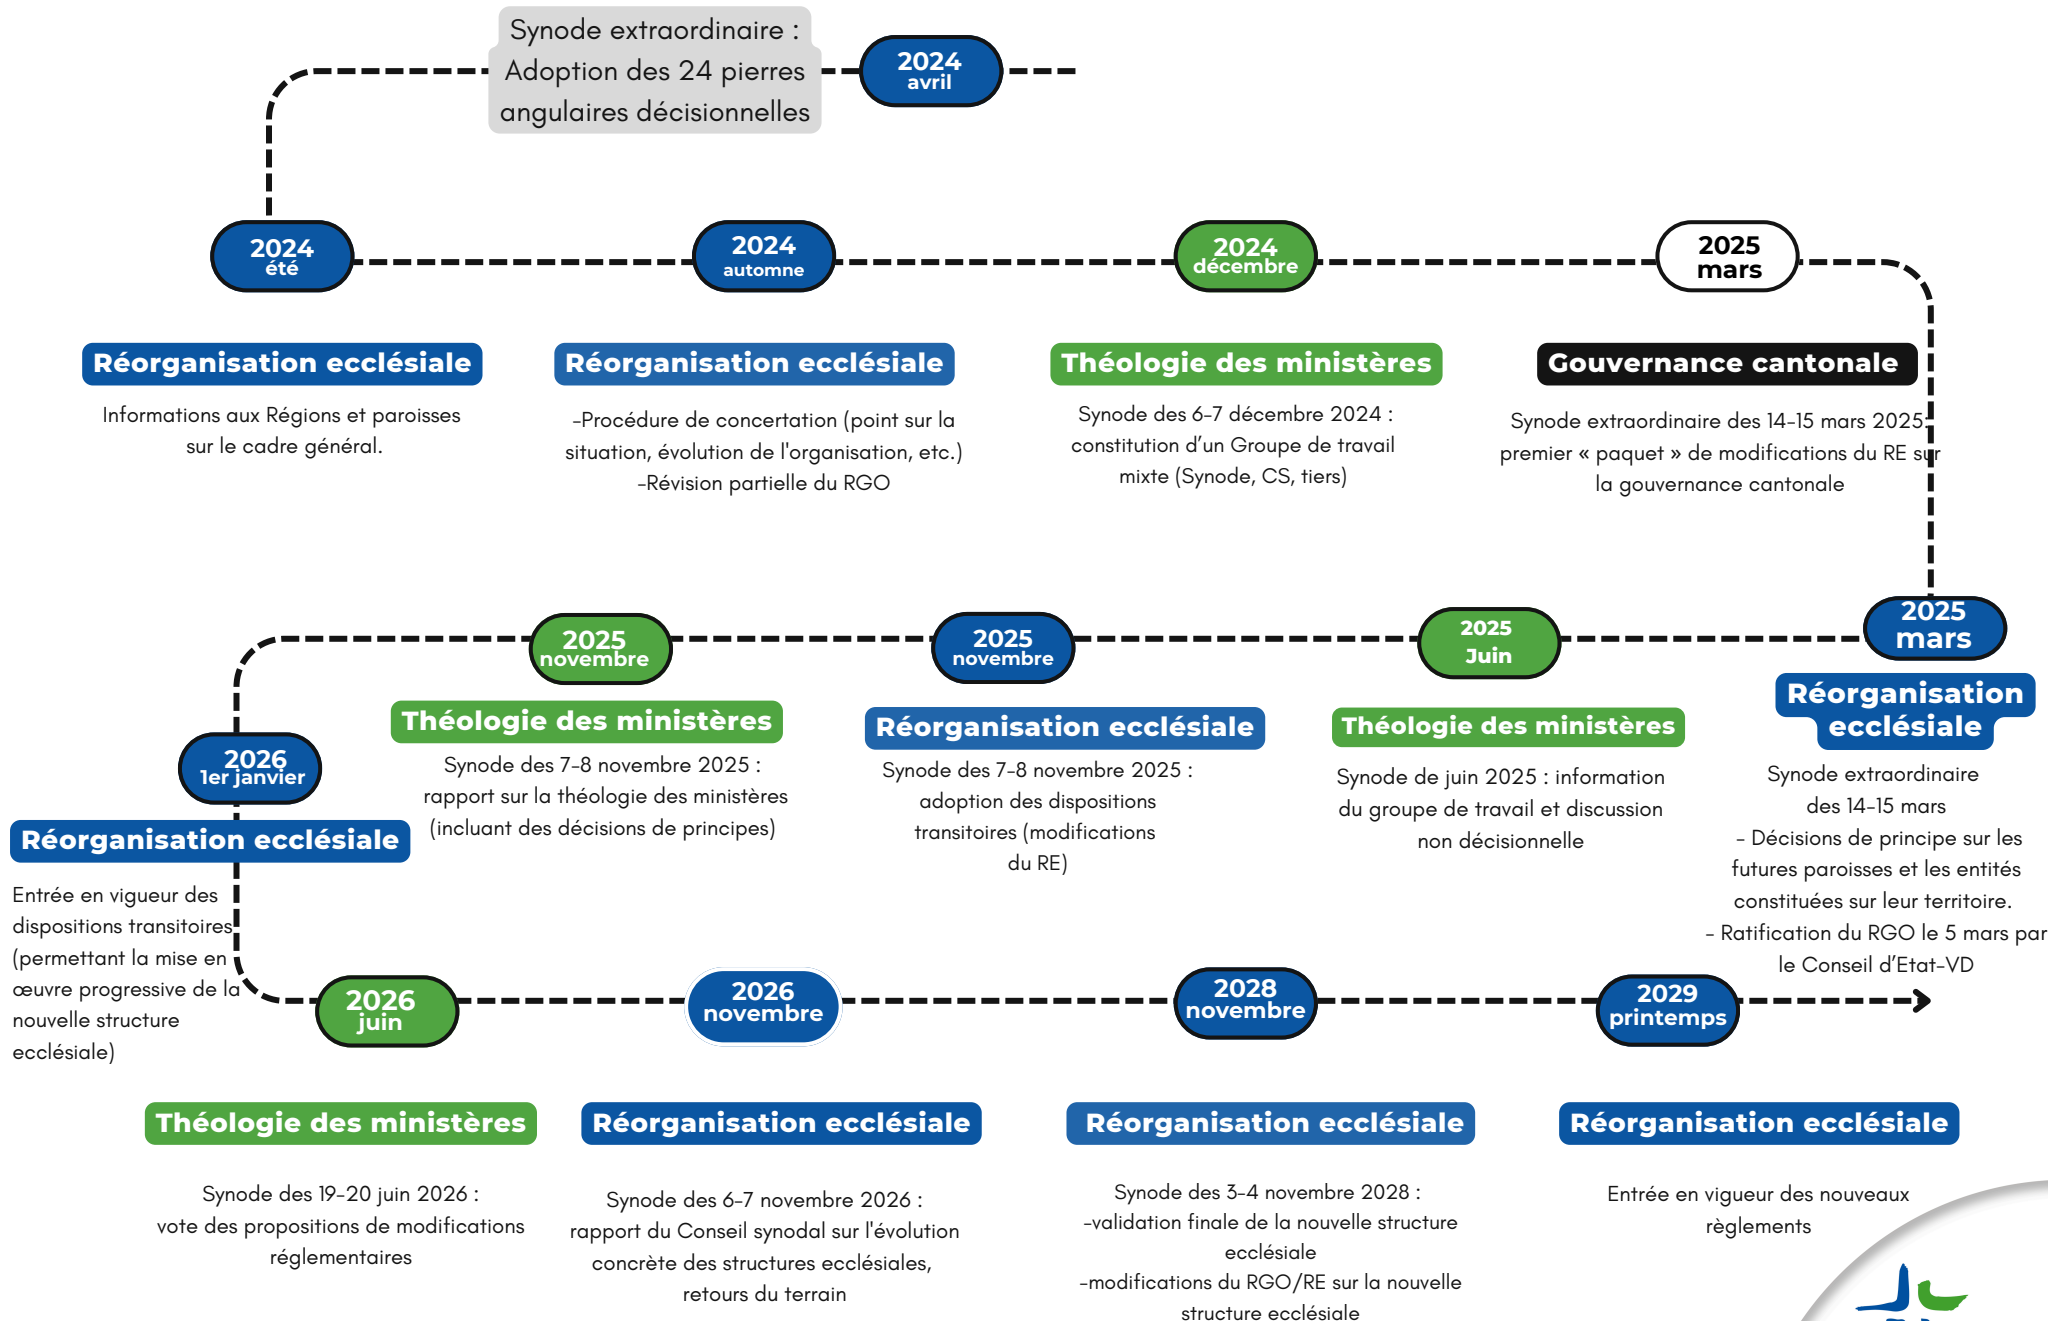 Synode extraordinaire :
Adoption des 24 pierres
angulaires décisionnelles
2024
avril
2024
été
Réorganisation ecclésiale
Informations aux Régions et paroisses
sur le cadre général.
2024
automne
Réorganisation ecclésiale
-Procédure de concertation (point sur la
situation, évolution de l'organisation, etc.)
-Révision partielle du RGO
2024
décembre
Théologie des ministères
Synode des 6-7 décembre 2024 :
constitution d’un Groupe de travail
mixte (Synode, CS, tiers)
2025
mars
Gouvernance cantonale
Synode extraordinaire des 14-15 mars 2025:
premier « paquet » de modifications du RE sur
la gouvernance cantonale
2025
mars
Réorganisation
ecclésiale
Synode extraordinaire
des 14-15 mars
- Décisions de principe sur les
futures paroisses et les entités
constituées sur leur territoire.
- Ratification du RGO le 5 mars par
le Conseil d’Etat-VD
2025
Juin
Théologie des ministères
Synode de juin 2025 : information
du groupe de travail et discussion
non décisionnelle
2025
novembre
Réorganisation ecclésiale
Synode des 7-8 novembre 2025 :
adoption des dispositions
transitoires (modifications
du RE)
2025
novembre
Théologie des ministères
Synode des 7-8 novembre 2025 :
rapport sur la théologie des ministères
(incluant des décisions de principes)
2026
1er janvier
Réorganisation ecclésiale
Entrée en vigueur des
dispositions transitoires
(permettant la mise en
œuvre progressive de la
nouvelle structure
ecclésiale)
2026
juin
Théologie des ministères
Synode des 19-20 juin 2026 :
vote des propositions de modifications
réglementaires
2026
novembre
Réorganisation ecclésiale
Synode des 6-7 novembre 2026 :
rapport du Conseil synodal sur l'évolution
concrète des structures ecclésiales,
retours du terrain
2028
novembre
Réorganisation ecclésiale
Synode des 3-4 novembre 2028 :
-validation finale de la nouvelle structure
ecclésiale
-modifications du RGO/RE sur la nouvelle
structure ecclésiale
2029
printemps
Réorganisation ecclésiale
Entrée en vigueur des nouveaux
règlements